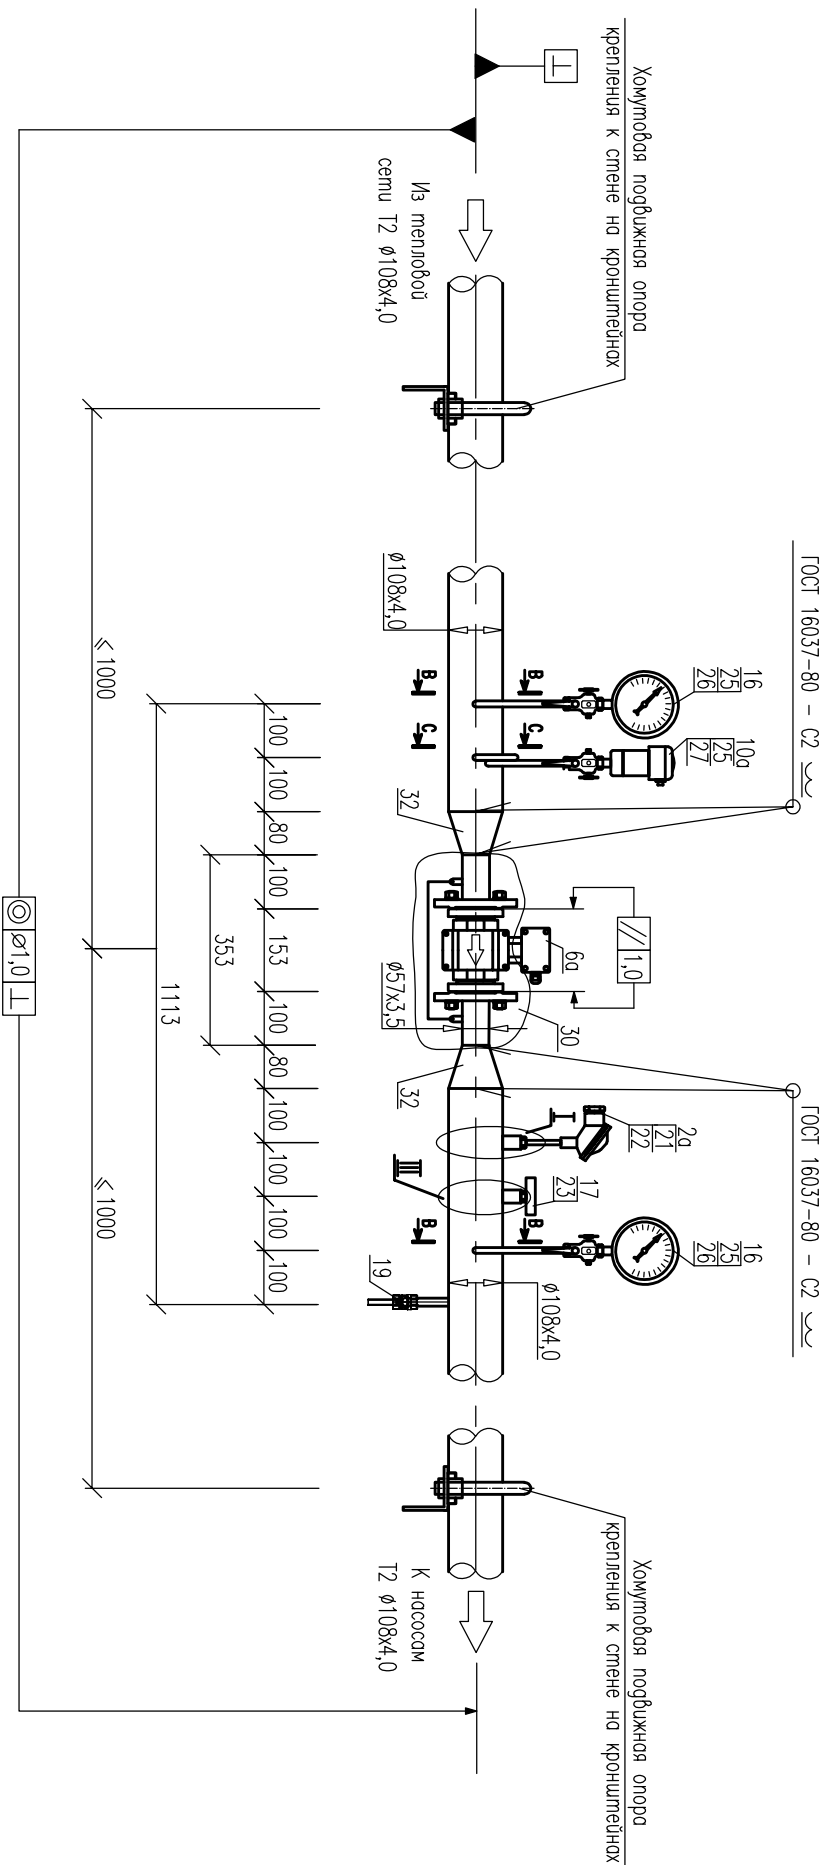 Хомутовая подвижная опора
крепления к стене на кронштейнах
Хомутовая подвижная опора
крепления к стене на кронштейнах
ГОСТ 16037-80 - С2
ГОСТ 16037-80 - С2
16
25
26
10а
25
27
// 1,0
6а
2а
21
22
17
23
16
25
26
⊥
В
С
В
В
С
В
ø108х4,0
32
ø57х3,5
30
32
I
III
19
ø108х4,0
Из тепловой
сети Т2 ø108х4,0
К насосам
Т2 ø108х4,0
100
100
80
100
153
100
80
100
100
100
100
353
1113
⩽ 1000
⩽ 1000
◎ ⌀1,0 ⊥